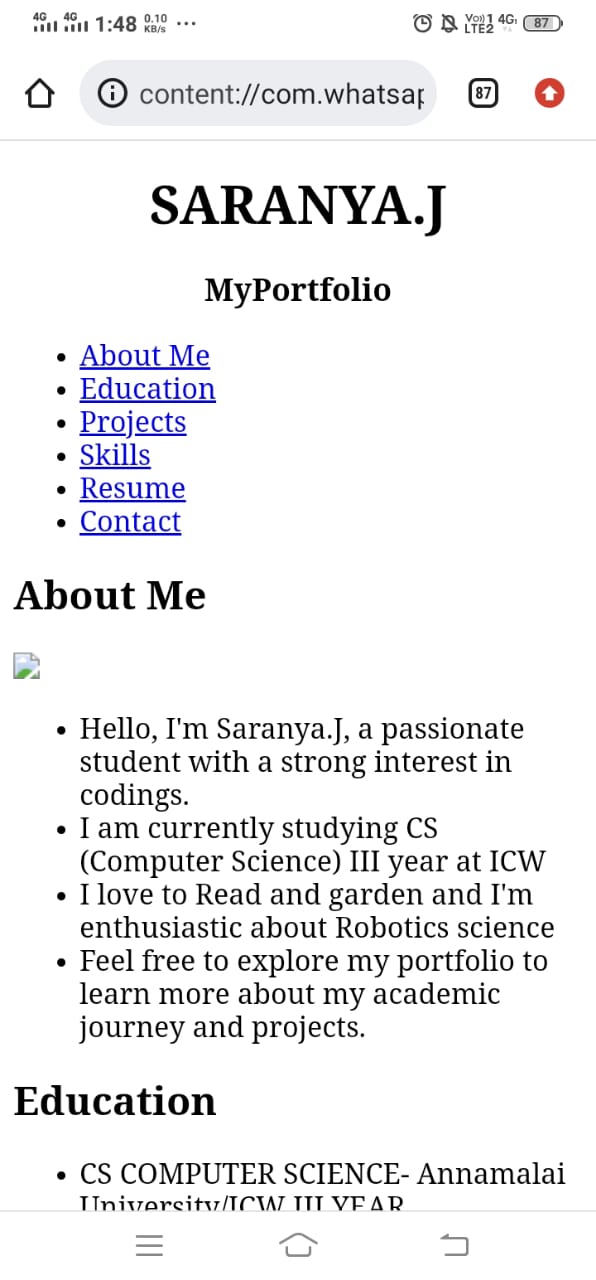 4G 4G 1:48 0.10 KB/s ... Vo)) 1 4G LTE2 87
content://com.whatsap 87
SARANYA.J
MyPortfolio
About Me
Education
Projects
Skills
Resume
Contact
About Me
Hello, I'm Saranya.J, a passionate
student with a strong interest in
codings.
I am currently studying CS
(Computer Science) III year at ICW
I love to Read and garden and I'm
enthusiastic about Robotics science
Feel free to explore my portfolio to
learn more about my academic
journey and projects.
Education
CS COMPUTER SCIENCE- Annamalai
University/ICW III YEAR